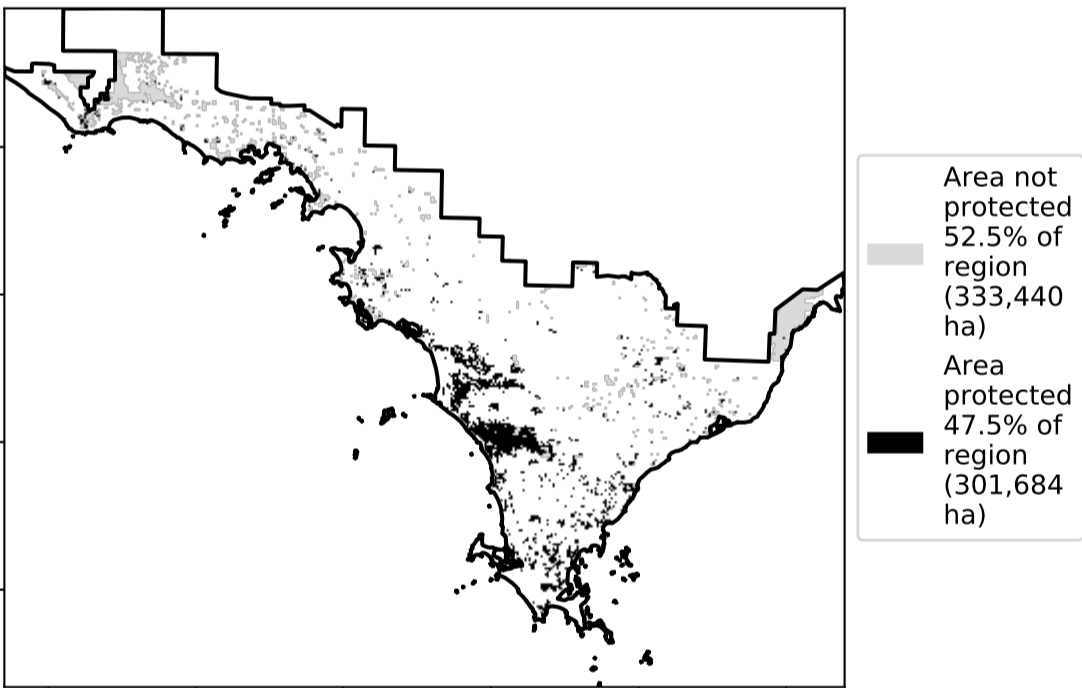 Area not
protected
52.5% of
region
(333,440
ha)
Area
protected
47.5% of
region
(301,684
ha)